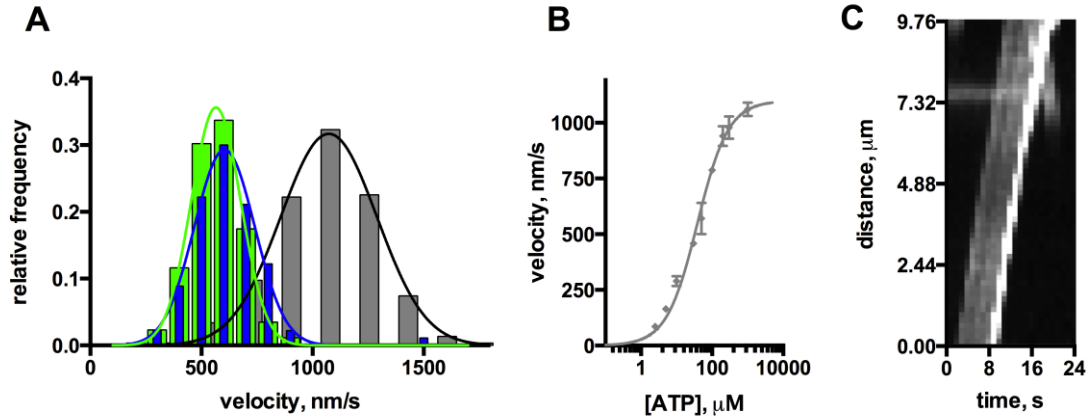 A
0.4
0.3
0.2
0.1
0.0
0
500
1000
1500
relative frequency
velocity, nm/s
B
1000
750
500
250
0
1
100
10000
velocity, nm/s
[ATP], μM
C
9.76
7.32
4.88
2.44
0.00
0
8
16
24
distance, μm
time, s